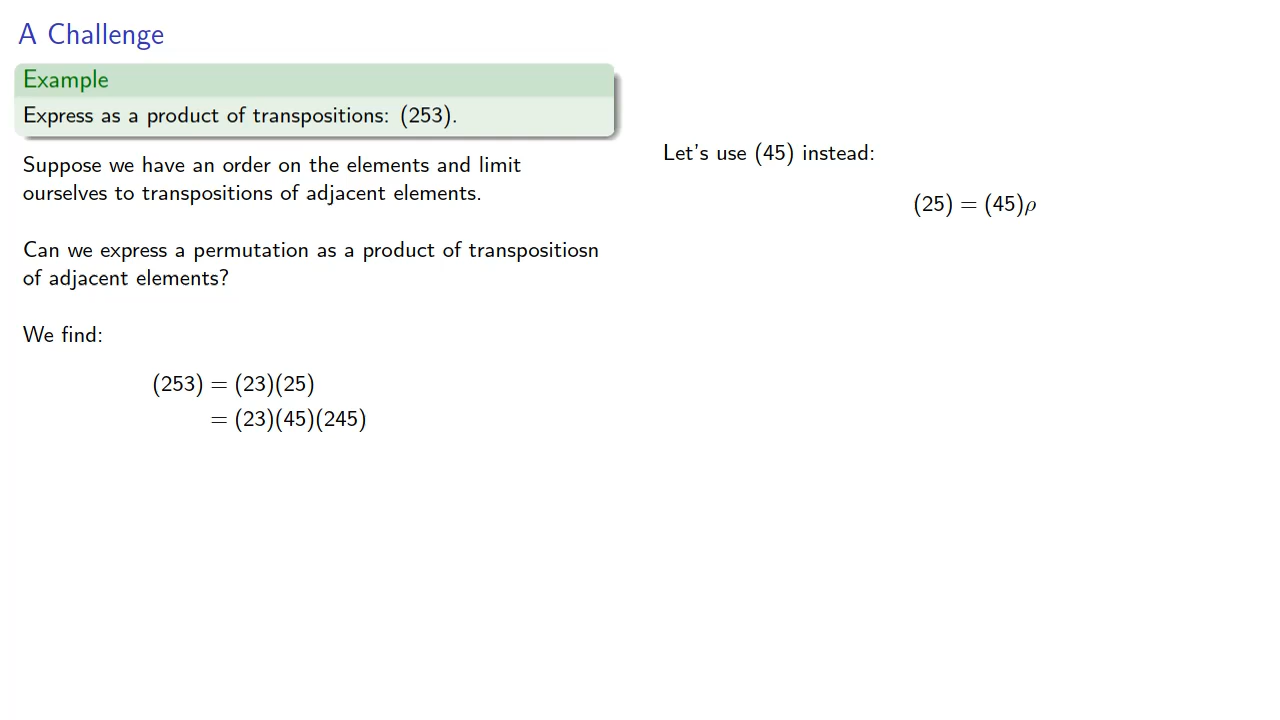 A Challenge
Example
Express as a product of transpositions: (253).
Suppose we have an order on the elements and limit
ourselves to transpositions of adjacent elements.
Can we express a permutation as a product of transpositiosn
of adjacent elements?
We find:
(253) = (23)(25)
= (23)(45)(245)
Let's use (45) instead:
(25) = (45)ρ